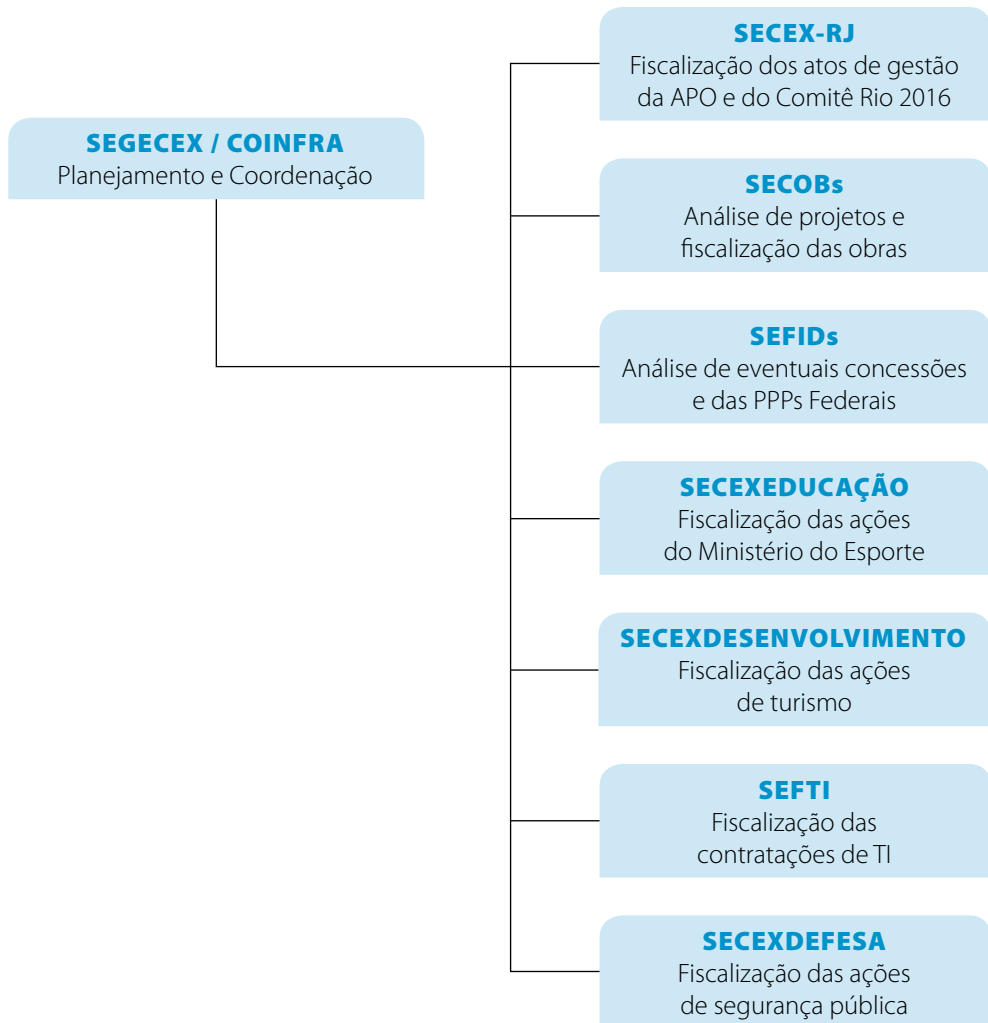 SEGECEX / COINFRA
Planejamento e Coordenação
SECEX-RJ
Fiscalização dos atos de gestão
da APO e do Comitê Rio 2016
SECOBs
Análise de projetos e
fiscalização das obras
SEFIDs
Análise de eventuais concessões
e das PPPs Federais
SECEXEDUCAÇÃO
Fiscalização das ações
do Ministério do Esporte
SECEXDESENVOLVIMENTO
Fiscalização das ações
de turismo
SEFTI
Fiscalização das
contratações de TI
SECEXDEFESA
Fiscalização das ações
de segurança pública